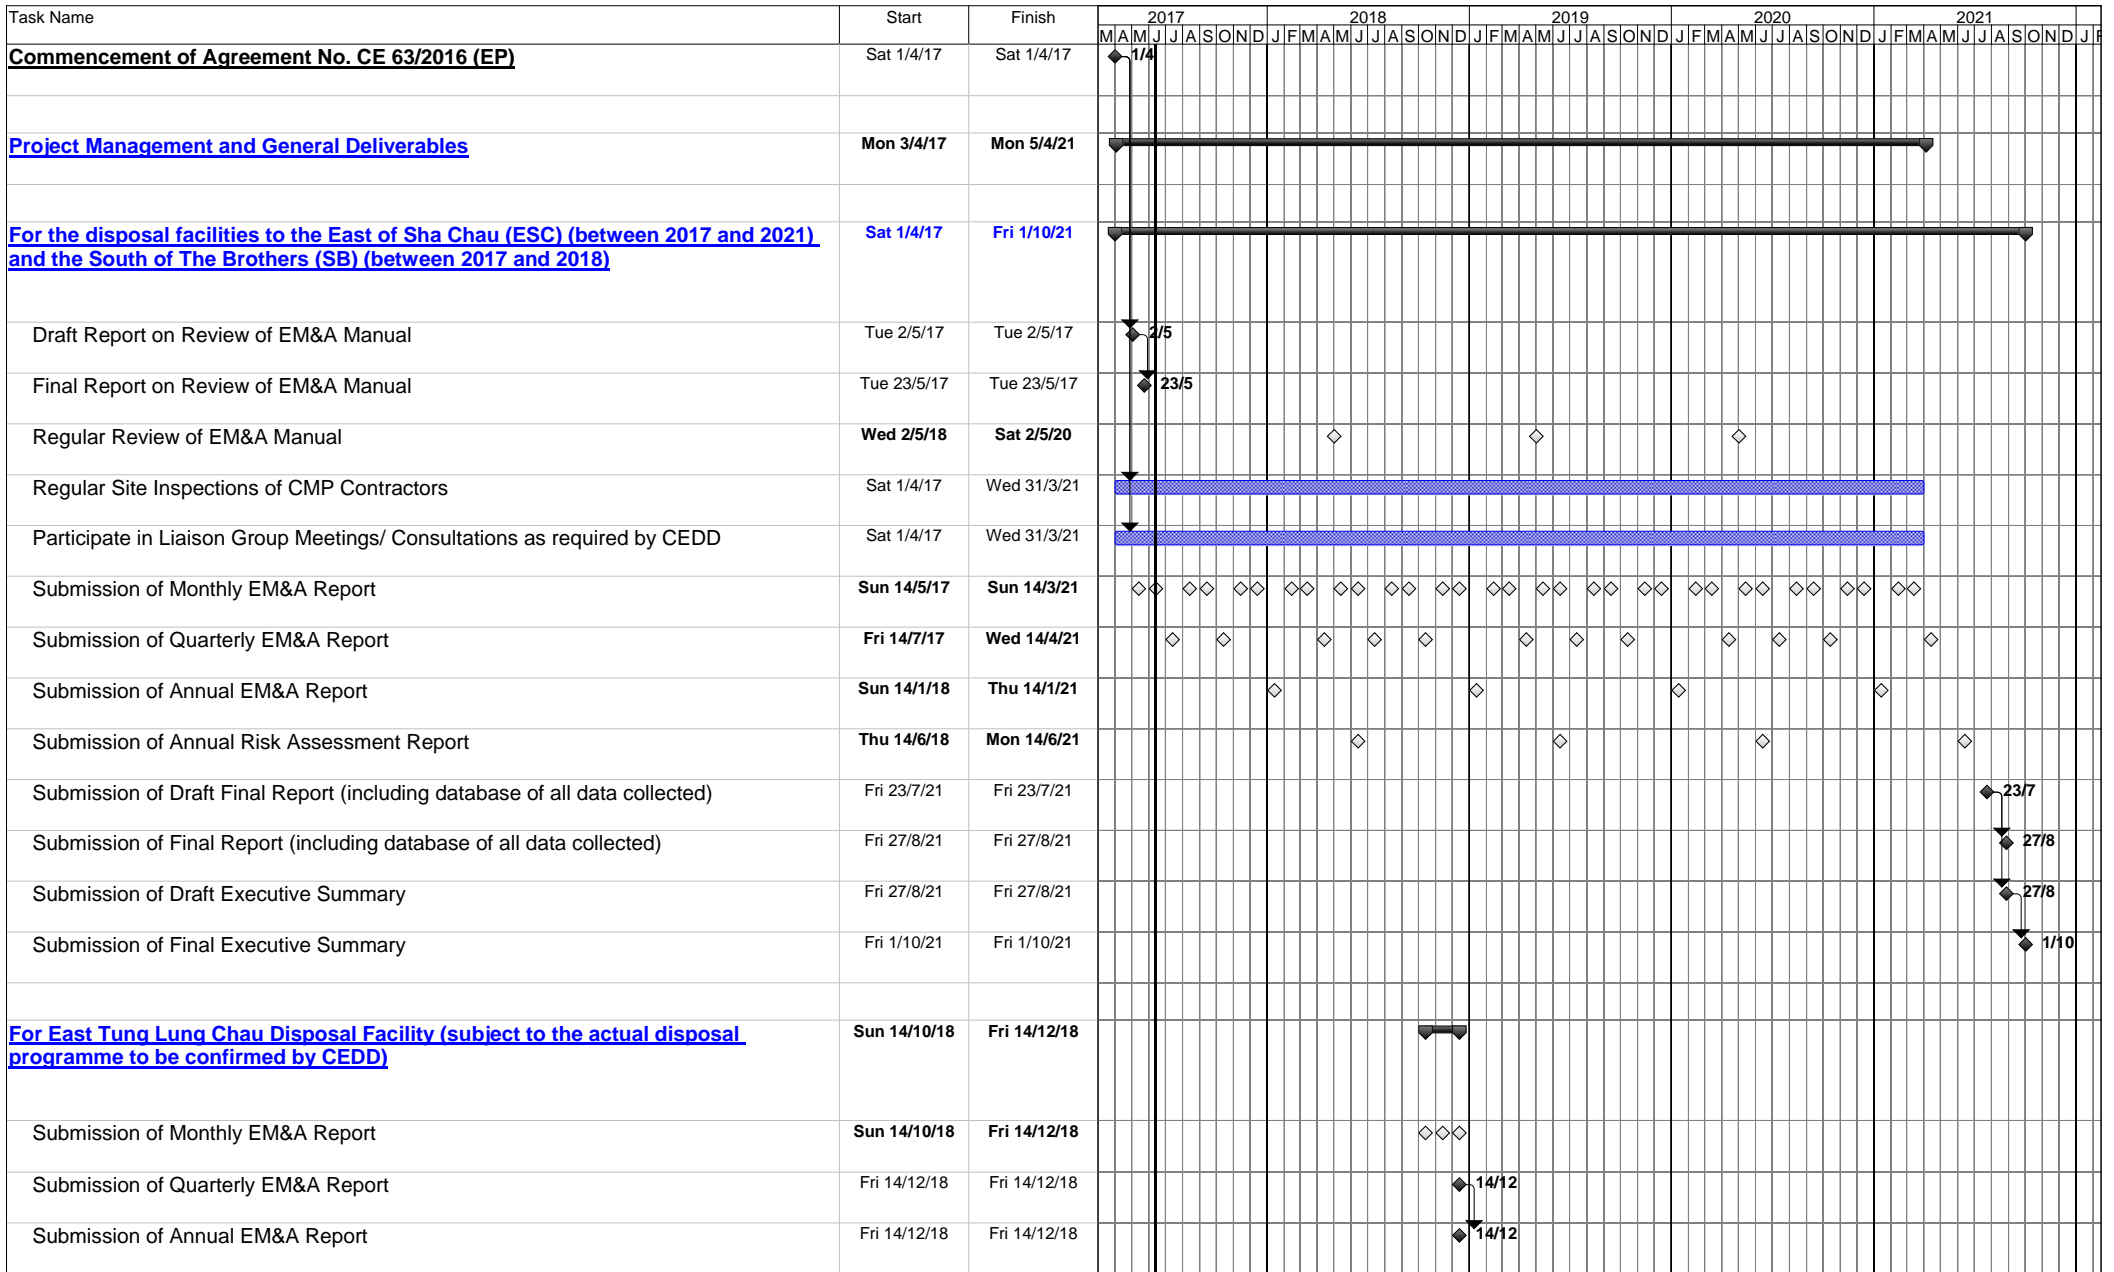 Task Name Start Finish 2017 2018 2019 2020 2021
M A M J J A S O N D J F M A M J J A S O N D J F M A M J J A S O N D J F M A M J J A S O N D J F M A M J J A S O N D J F
Commencement of Agreement No. CE 63/2016 (EP) Sat 1/4/17 Sat 1/4/17 1/4
Project Management and General Deliverables Mon 3/4/17 Mon 5/4/21
For the disposal facilities to the East of Sha Chau (ESC) (between 2017 and 2021) Sat 1/4/17 Fri 1/10/21
and the South of The Brothers (SB) (between 2017 and 2018)
Draft Report on Review of EM&A Manual Tue 2/5/17 Tue 2/5/17 2/5
Final Report on Review of EM&A Manual Tue 23/5/17 Tue 23/5/17 23/5
Regular Review of EM&A Manual Wed 2/5/18 Sat 2/5/20
Regular Site Inspections of CMP Contractors Sat 1/4/17 Wed 31/3/21
Participate in Liaison Group Meetings/ Consultations as required by CEDD Sat 1/4/17 Wed 31/3/21
Submission of Monthly EM&A Report Sun 14/5/17 Sun 14/3/21
Submission of Quarterly EM&A Report Fri 14/7/17 Wed 14/4/21
Submission of Annual EM&A Report Sun 14/1/18 Thu 14/1/21
Submission of Annual Risk Assessment Report Thu 14/6/18 Mon 14/6/21
Submission of Draft Final Report (including database of all data collected) Fri 23/7/21 Fri 23/7/21 23/7
Submission of Final Report (including database of all data collected) Fri 27/8/21 Fri 27/8/21 27/8
Submission of Draft Executive Summary Fri 27/8/21 Fri 27/8/21 27/8
Submission of Final Executive Summary Fri 1/10/21 Fri 1/10/21 1/10
For East Tung Lung Chau Disposal Facility (subject to the actual disposal Sun 14/10/18 Fri 14/12/18
programme to be confirmed by CEDD)
Submission of Monthly EM&A Report Sun 14/10/18 Fri 14/12/18
Submission of Quarterly EM&A Report Fri 14/12/18 Fri 14/12/18 14/12
Submission of Annual EM&A Report Fri 14/12/18 Fri 14/12/18 14/12